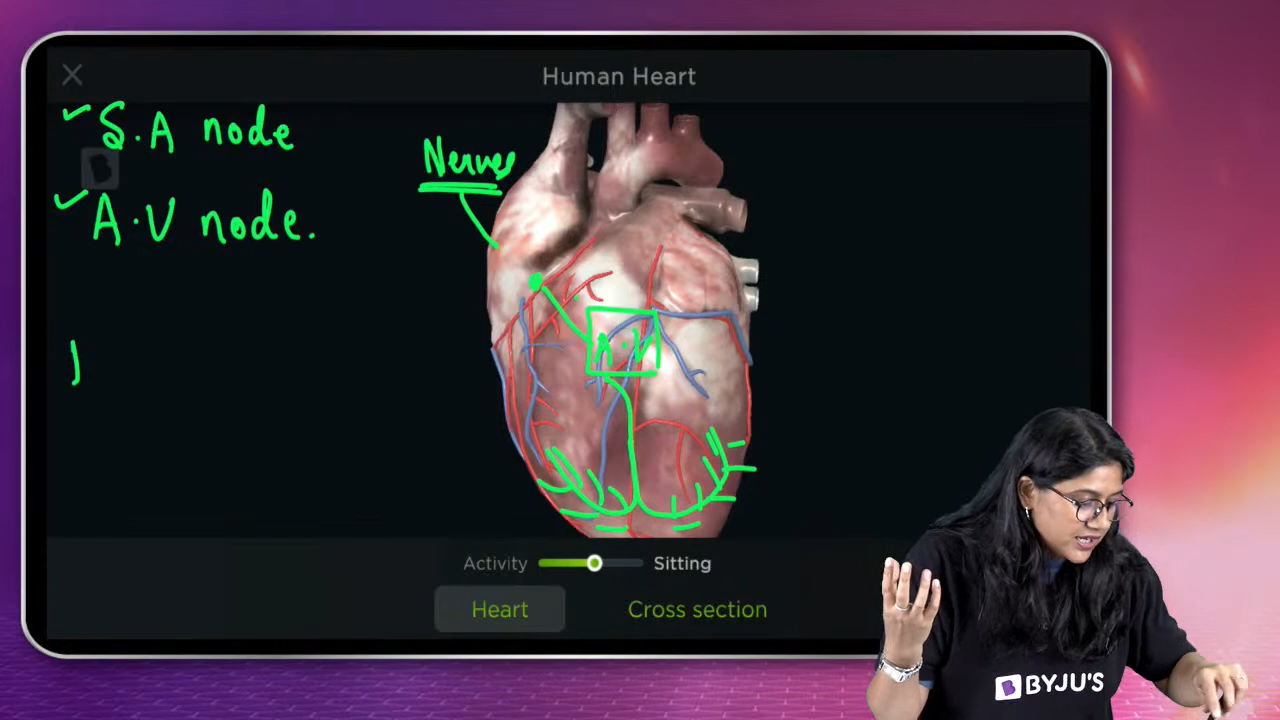 Human Heart
S.A node
Nerves
A.V node.
A.V
Activity
Sitting
Heart
Cross section
BYJU'S